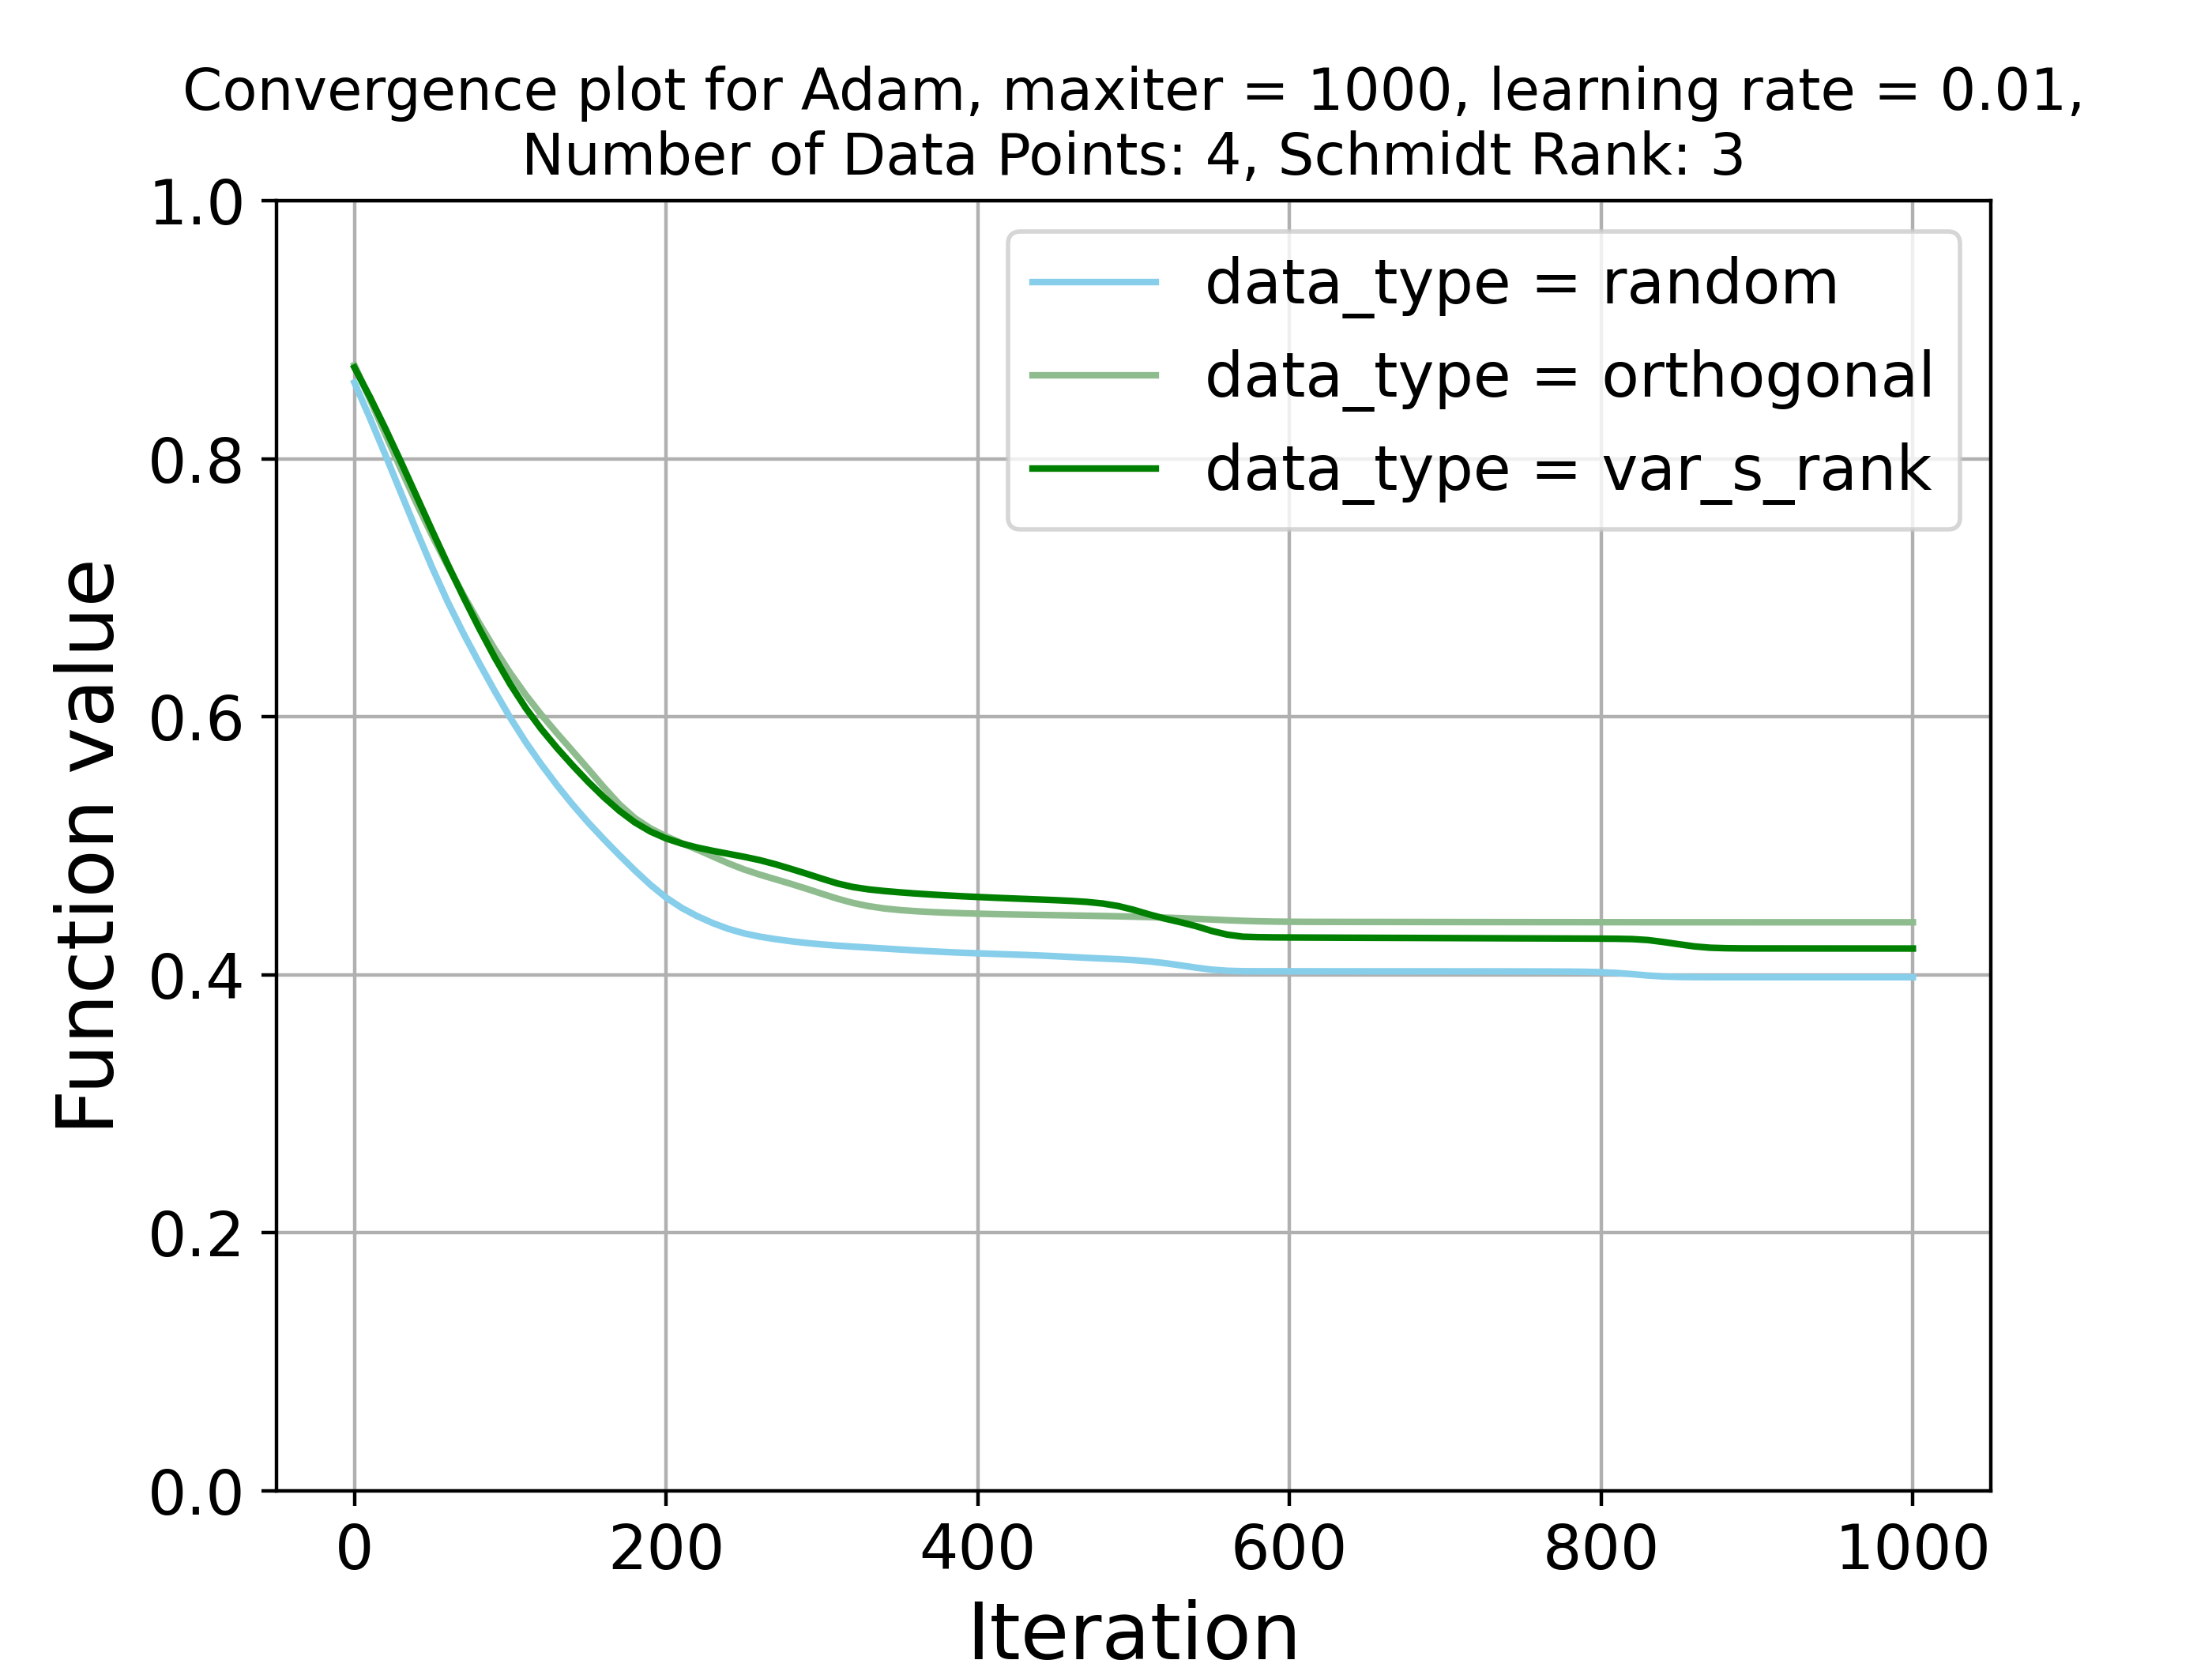 Convergence plot for Adam, maxiter = 1000, learning rate = 0.01,
Number of Data Points: 4, Schmidt Rank: 3
data_type = random
data_type = orthogonal
data_type = var_s_rank
Function value
1.0
0.8
0.6
0.4
0.2
0.0
0 200 400 600 800 1000
Iteration